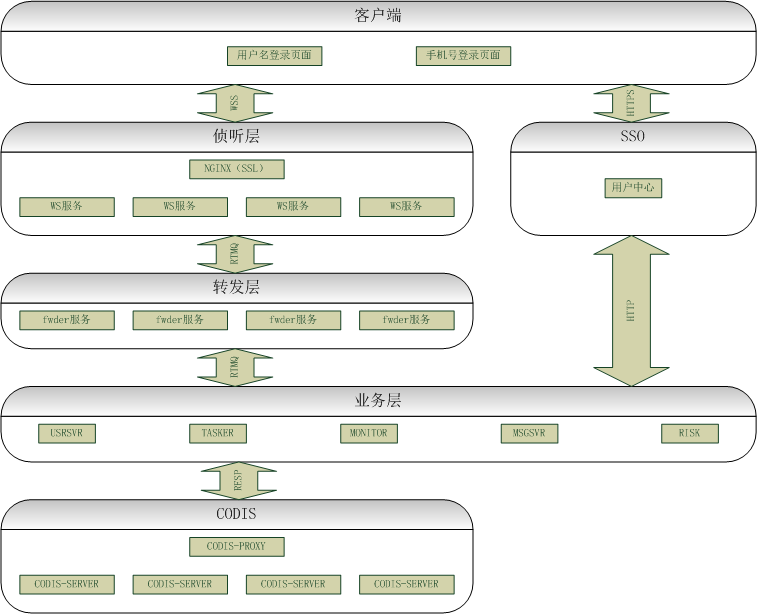 客户端
用户名登录页面 手机号登录页面
WSS HTTPS
侦听层 SSO
NGINX（SSL）
用户中心
WS服务 WS服务 WS服务 WS服务
RTMQ
转发层
HTTP
fwder服务 fwder服务 fwder服务 fwder服务
RTMQ
业务层
USRSVR TASKER MONITOR MSGSVR RISK
RESP
CODIS
CODIS-PROXY
CODIS-SERVER CODIS-SERVER CODIS-SERVER CODIS-SERVER